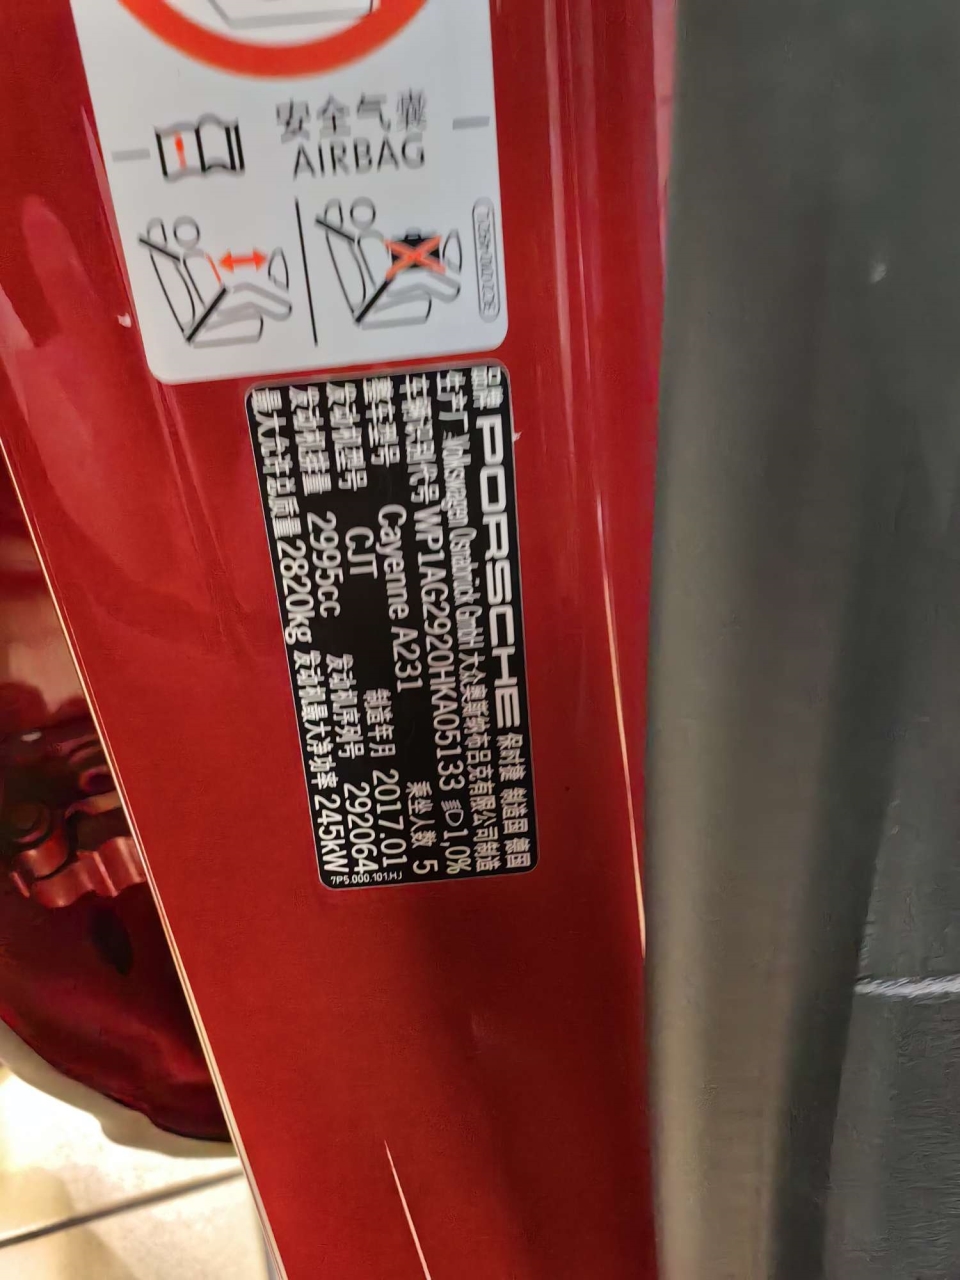 安全气囊
AIRBAG
品牌 PORSCHE 保时捷 制造国 德国
生产厂 Volkswagen Osnabrück GmbH 大众奥斯纳布吕克有限公司制造
车辆识别代号 WP1AG2920HKA05133 1,0%
整车型号 Cayenne A231 乘坐人数 5
发动机型号 CJT 制造年月 2017.01
发动机排量 2995cc 发动机序列号 292064
最大允许总质量 2820kg 发动机最大净功率 245kW
7P5.000.101.HJ